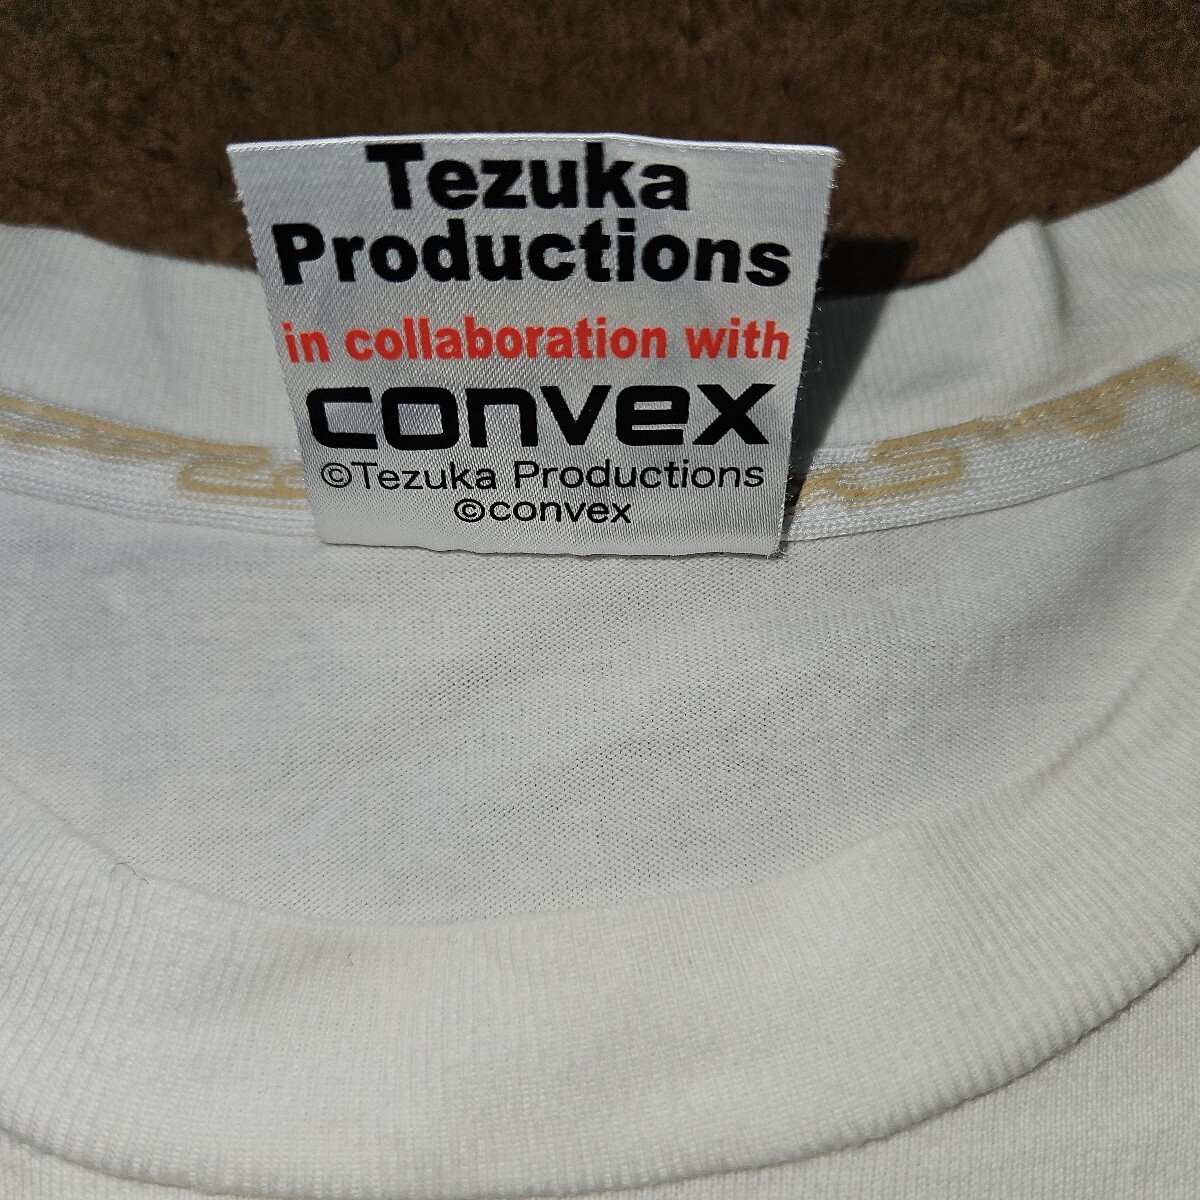 Tezuka
Productions
in collaboration with
convex
©Tezuka Productions
©convex